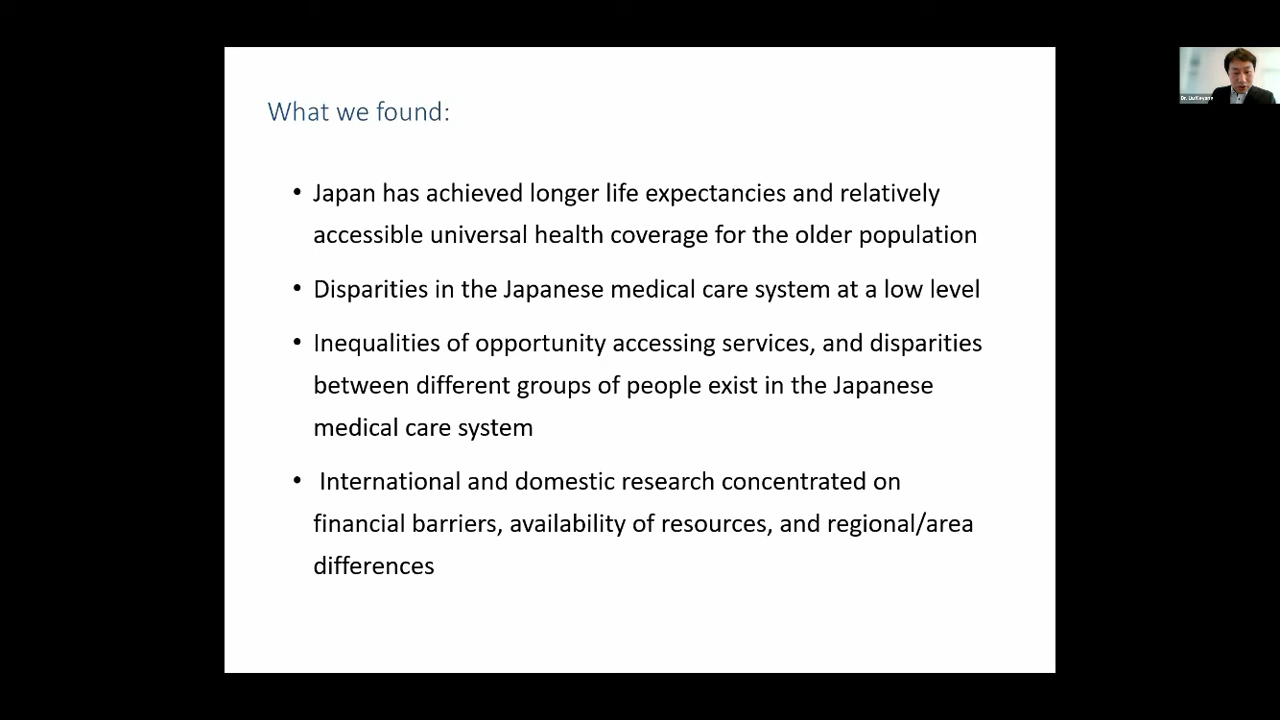 What we found:
• Japan has achieved longer life expectancies and relatively
accessible universal health coverage for the older population
• Disparities in the Japanese medical care system at a low level
• Inequalities of opportunity accessing services, and disparities
between different groups of people exist in the Japanese
medical care system
• International and domestic research concentrated on
financial barriers, availability of resources, and regional/area
differences
Dr.